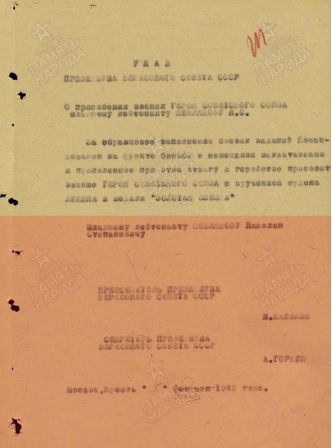 УКАЗ
ПРЕЗИДИУМА ВЕРХОВНОГО СОВЕТА СССР
О присвоении звания ГЕРОЯ СОВЕТСКОГО СОЮЗА
младшему лейтенанту Н.С.
За образцовое выполнение боевых заданий Коман-
дования на фронте борьбы с немецкими захватчиками
и проявленные при этом отвагу и геройство присвоить
звание ГЕРОЯ СОВЕТСКОГО СОЮЗА с вручением ордена
ЛЕНИНА и медали "ЗОЛОТАЯ ЗВЕЗДА"
Младшему лейтенанту Николаю
Степановичу
ПРЕДСЕДАТЕЛЬ ПРЕЗИДИУМА
ВЕРХОВНОГО СОВЕТА СССР
М.КАЛИНИН
СЕКРЕТАРЬ ПРЕЗИДИУМА
ВЕРХОВНОГО СОВЕТА СССР
А.ГОРКИН
Москва, Кремль " " года.
ПАМЯТЬ НАРОДА